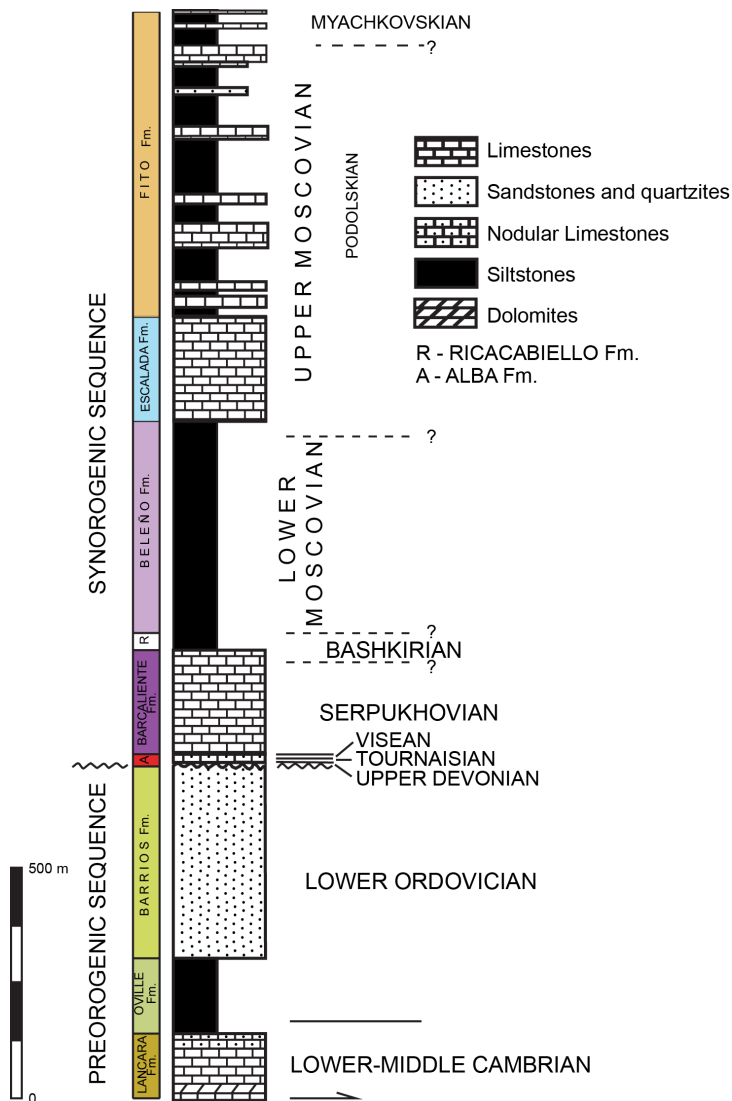 MYACHKOVSKIAN
?
UPPER MOSCOVIAN
PODOLSKIAN
FITO Fm.
Limestones
Sandstones and quartzites
Nodular Limestones
Siltstones
Dolomites
R - RICACABIELLO Fm.
A - ALBA Fm.
SYNOROGENIC SEQUENCE
ESCALADA Fm.
?
BELEÑO Fm.
LOWER
MOSCOVIAN
?
R
BASHKIRIAN
?
BARCALIENTE
Fm.
SERPUKHOVIAN
VISEAN
A
TOURNAISIAN
UPPER DEVONIAN
PREOROGENIC SEQUENCE
BARRIOS Fm.
500 m
LOWER ORDOVICIAN
OVILLE
Fm.
LANCARA
Fm.
LOWER-MIDDLE CAMBRIAN
0